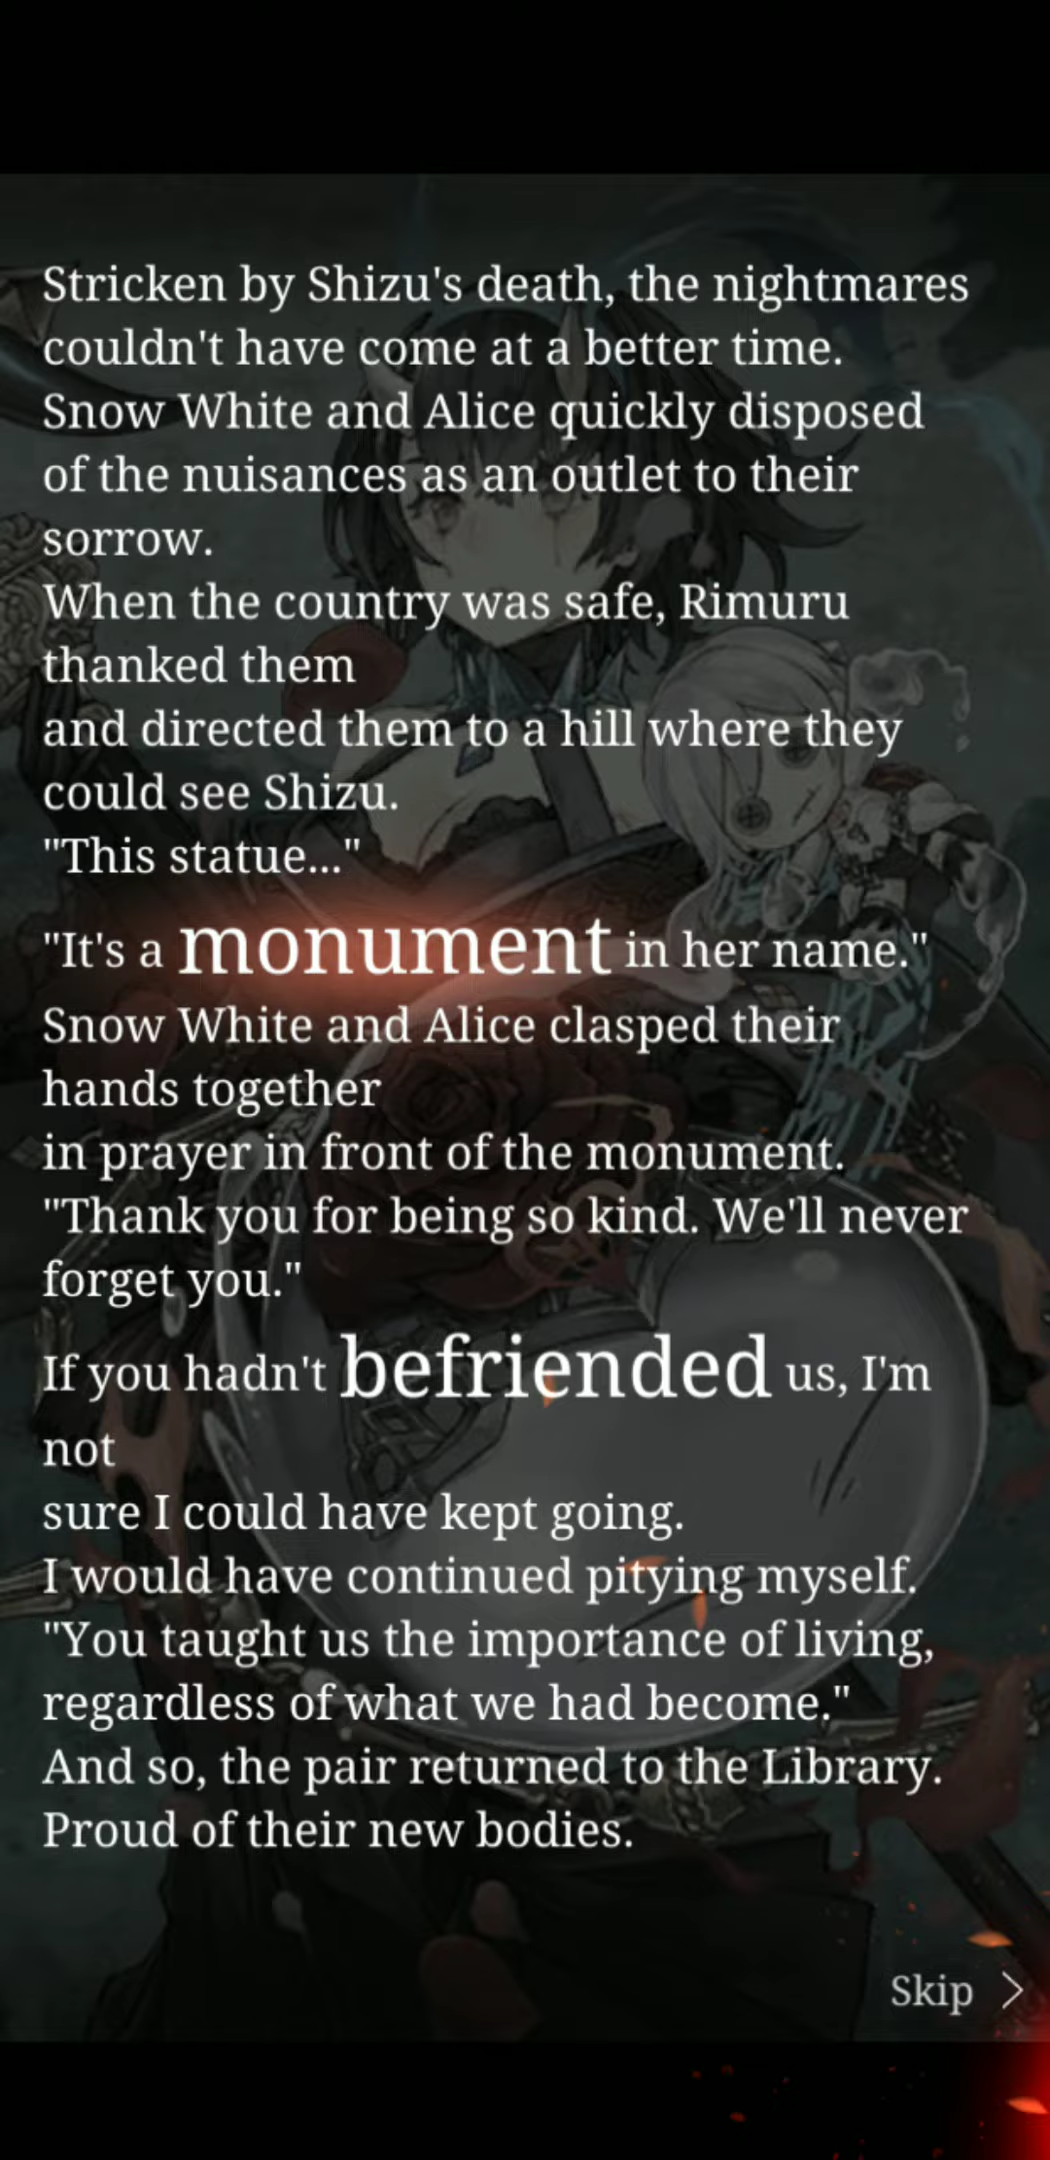 Stricken by Shizu's death, the nightmares
couldn't have come at a better time.
Snow White and Alice quickly disposed
of the nuisances as an outlet to their
sorrow.
When the country was safe, Rimuru
thanked them
and directed them to a hill where they
could see Shizu.
"This statue..."
"It's a monument in her name."
Snow White and Alice clasped their
hands together
in prayer in front of the monument.
"Thank you for being so kind. We'll never
forget you."
If you hadn't befriended us, I'm
not
sure I could have kept going.
I would have continued pitying myself.
"You taught us the importance of living,
regardless of what we had become."
And so, the pair returned to the Library.
Proud of their new bodies.
Skip >